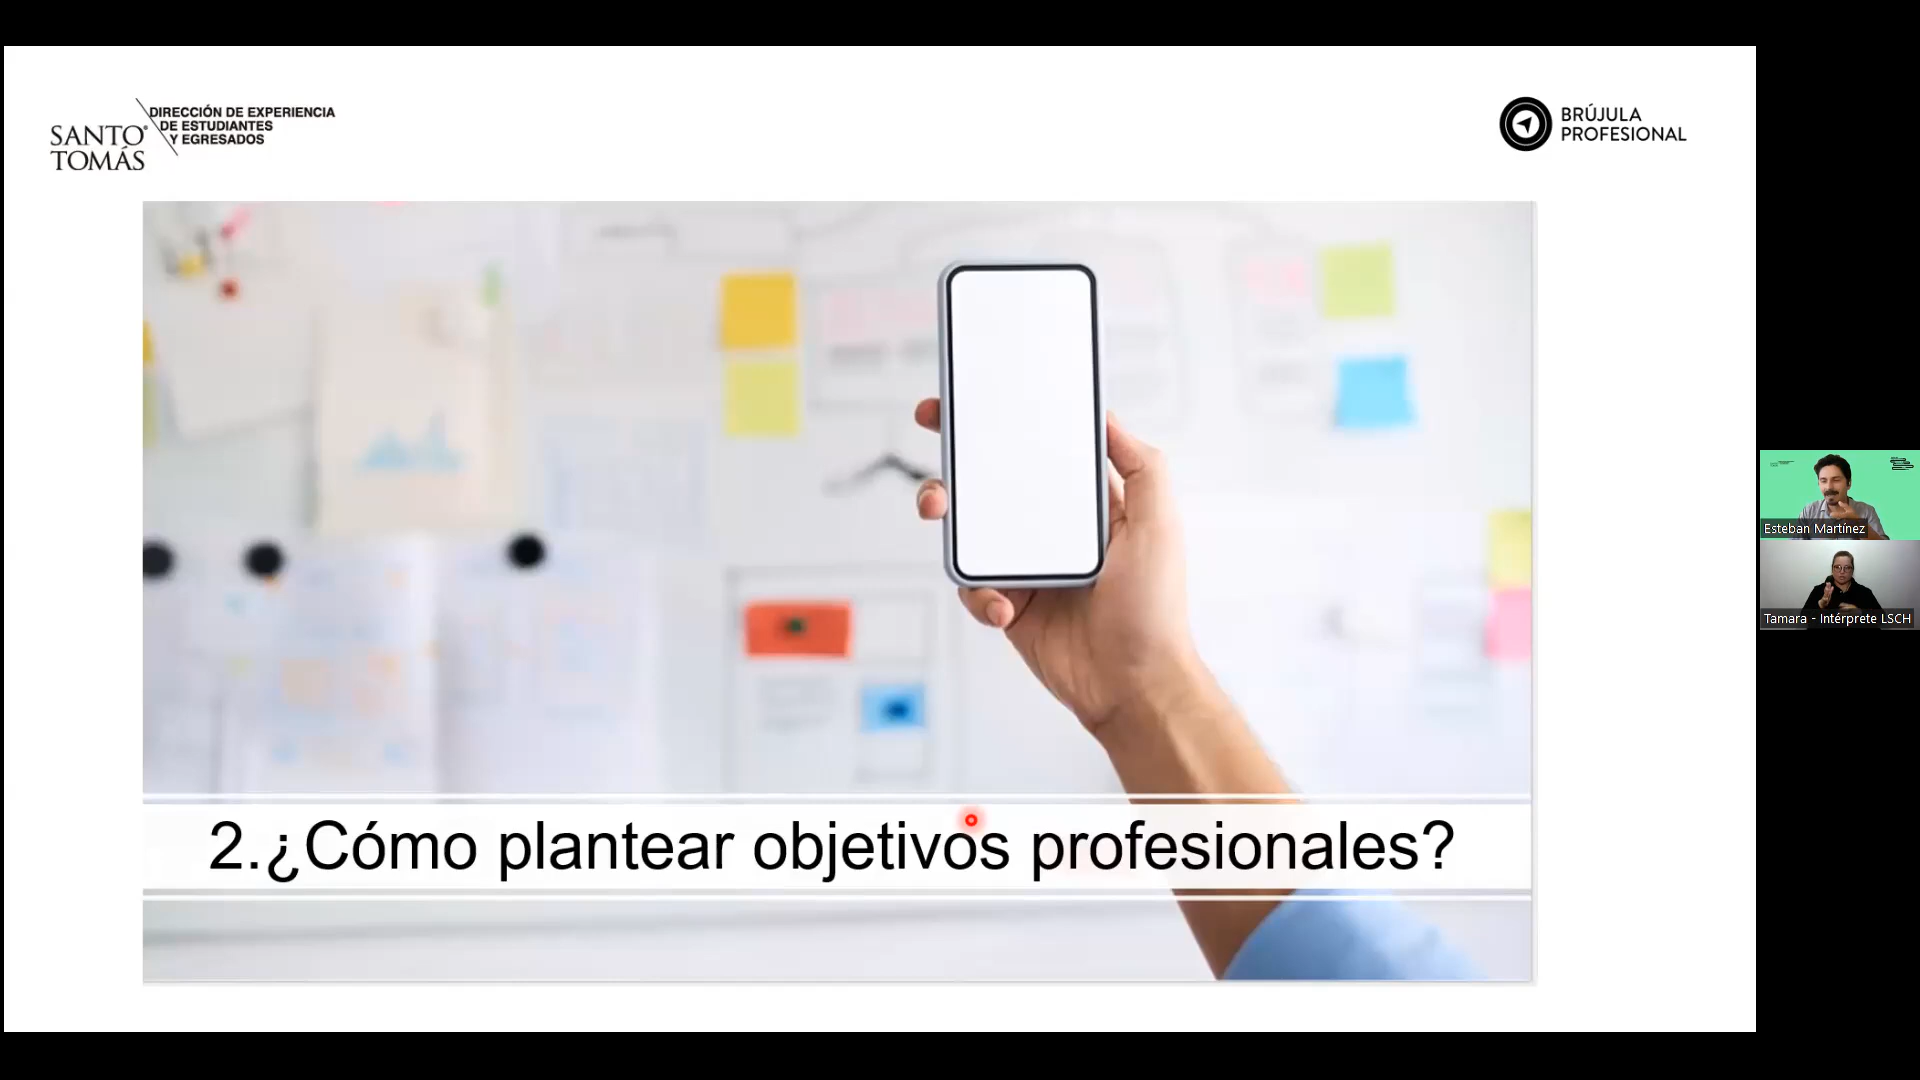 DIRECCIÓN DE EXPERIENCIA
DE ESTUDIANTES
Y EGRESADOS
SANTO
TOMÁS
BRÚJULA
PROFESIONAL
2.¿Cómo plantear objetivos profesionales?
Esteban Martínez
Tamara - Intérprete LSCH